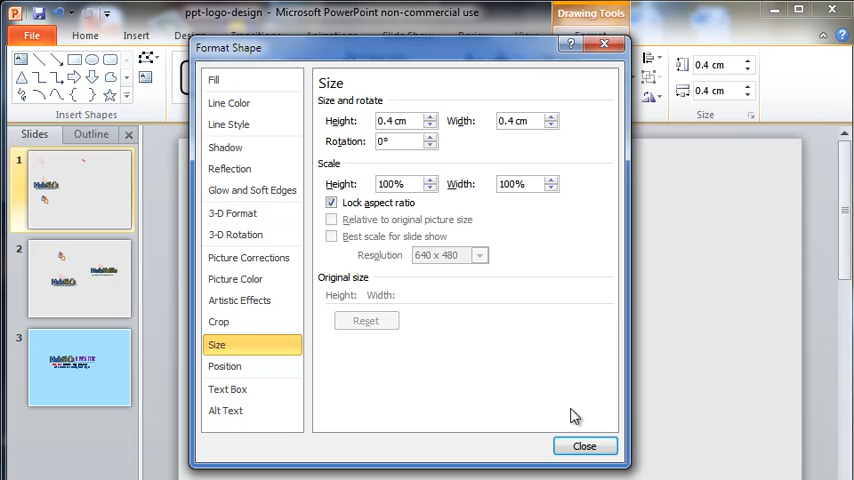 ppt-logo-design - Microsoft PowerPoint non-commercial use
Drawing Tools
File Home Insert
Format Shape
0.4 cm
0.4 cm
Insert Shapes
Size
Slides Outline
1
2
3
Fill
Line Color
Line Style
Shadow
Reflection
Glow and Soft Edges
3-D Format
3-D Rotation
Picture Corrections
Picture Color
Artistic Effects
Crop
Size
Position
Text Box
Alt Text
Size
Size and rotate
Height: 0.4 cm Width: 0.4 cm
Rotation: 0°
Scale
Height: 100% Width: 100%
Lock aspect ratio
Relative to original picture size
Best scale for slide show
Resolution 640 x 480
Original size
Height: Width:
Reset
Close